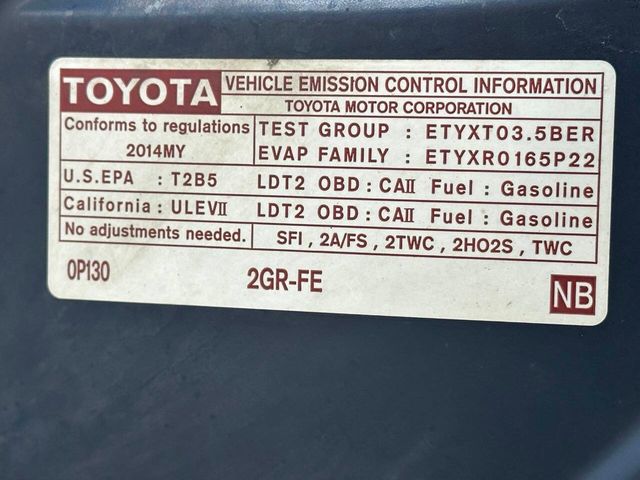 TOYOTA VEHICLE EMISSION CONTROL INFORMATION
TOYOTA MOTOR CORPORATION
Conforms to regulations
2014MY
TEST GROUP : ETYXT03.5BER
EVAP FAMILY : ETYXR0165P22
U.S.EPA : T2B5 LDT2 OBD : CAⅡ Fuel : Gasoline
California : ULEVⅡ LDT2 OBD : CAⅡ Fuel : Gasoline
No adjustments needed. SFI , 2A/FS , 2TWC , 2HO2S , TWC
0P130 2GR-FE NB